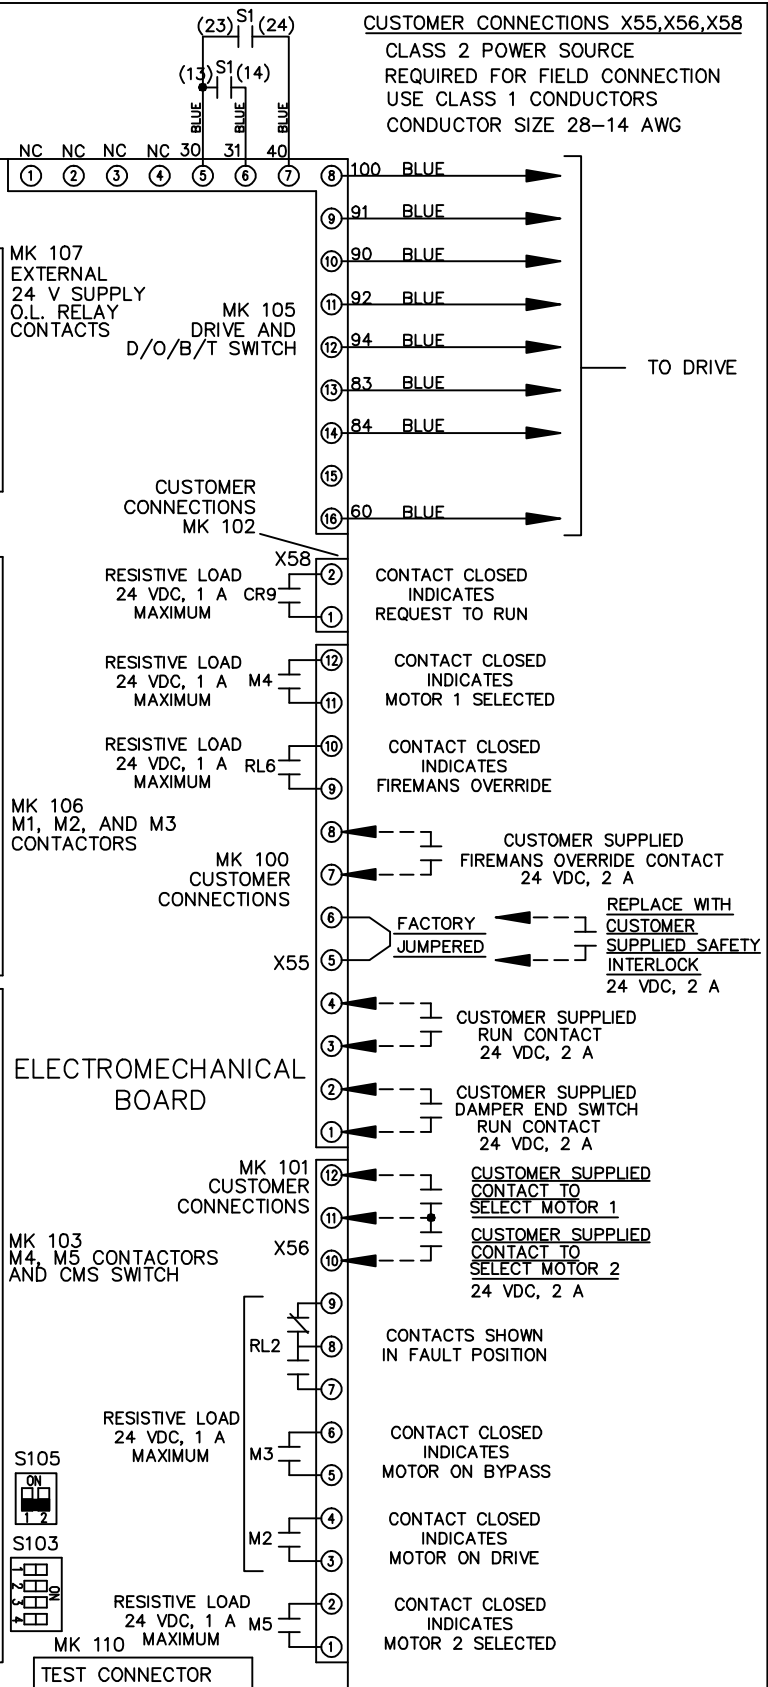 CUSTOMER CONNECTIONS X55,X56,X58
CLASS 2 POWER SOURCE
REQUIRED FOR FIELD CONNECTION
USE CLASS 1 CONDUCTORS
CONDUCTOR SIZE 28–14 AWG
(23) S1 (24)
(13) S1 (14)
BLUE BLUE BLUE
NC NC NC NC 30 31 40
1 2 3 4 5 6 7 8 100 BLUE
9 91 BLUE
10 90 BLUE
11 92 BLUE
12 94 BLUE
13 83 BLUE
14 84 BLUE
15
16 60 BLUE
TO DRIVE
MK 107
EXTERNAL
24 V SUPPLY
O.L. RELAY
CONTACTS
MK 105
DRIVE AND
D/O/B/T SWITCH
CUSTOMER
CONNECTIONS
MK 102
X58
RESISTIVE LOAD
24 VDC, 1 A
MAXIMUM
CR9
2
1
CONTACT CLOSED
INDICATES
REQUEST TO RUN
RESISTIVE LOAD
24 VDC, 1 A
MAXIMUM
M4
12
11
CONTACT CLOSED
INDICATES
MOTOR 1 SELECTED
RESISTIVE LOAD
24 VDC, 1 A
MAXIMUM
RL6
10
9
CONTACT CLOSED
INDICATES
FIREMANS OVERRIDE
MK 106
M1, M2, AND M3
CONTACTORS
MK 100
CUSTOMER
CONNECTIONS
8
7
CUSTOMER SUPPLIED
FIREMANS OVERRIDE CONTACT
24 VDC, 2 A
6
5
X55
FACTORY
JUMPERED
REPLACE WITH
CUSTOMER
SUPPLIED SAFETY
INTERLOCK
24 VDC, 2 A
4
3
CUSTOMER SUPPLIED
RUN CONTACT
24 VDC, 2 A
ELECTROMECHANICAL
BOARD
2
1
CUSTOMER SUPPLIED
DAMPER END SWITCH
RUN CONTACT
24 VDC, 2 A
MK 101
CUSTOMER
CONNECTIONS
X56
12
11
10
CUSTOMER SUPPLIED
CONTACT TO
SELECT MOTOR 1
CUSTOMER SUPPLIED
CONTACT TO
SELECT MOTOR 2
24 VDC, 2 A
MK 103
M4, M5 CONTACTORS
AND CMS SWITCH
9
RL2
8
7
CONTACTS SHOWN
IN FAULT POSITION
RESISTIVE LOAD
24 VDC, 1 A
MAXIMUM
M3
6
5
CONTACT CLOSED
INDICATES
MOTOR ON BYPASS
M2
4
3
CONTACT CLOSED
INDICATES
MOTOR ON DRIVE
S105
ON
1 2
S103
1
2
3
4
ON
RESISTIVE LOAD
24 VDC, 1 A
MAXIMUM
M5
2
1
CONTACT CLOSED
INDICATES
MOTOR 2 SELECTED
MK 110
TEST CONNECTOR